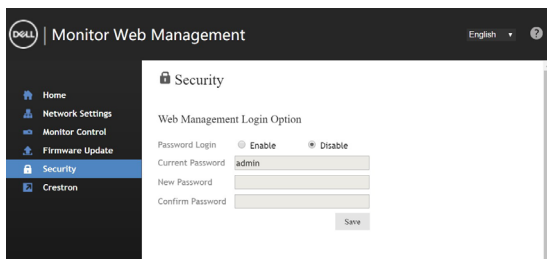 DELL | Monitor Web Management
English
?
Home
Network Settings
Monitor Control
Firmware Update
Security
Crestron
Security
Web Management Login Option
Password Login Enable Disable
Current Password admin
New Password
Confirm Password
Save